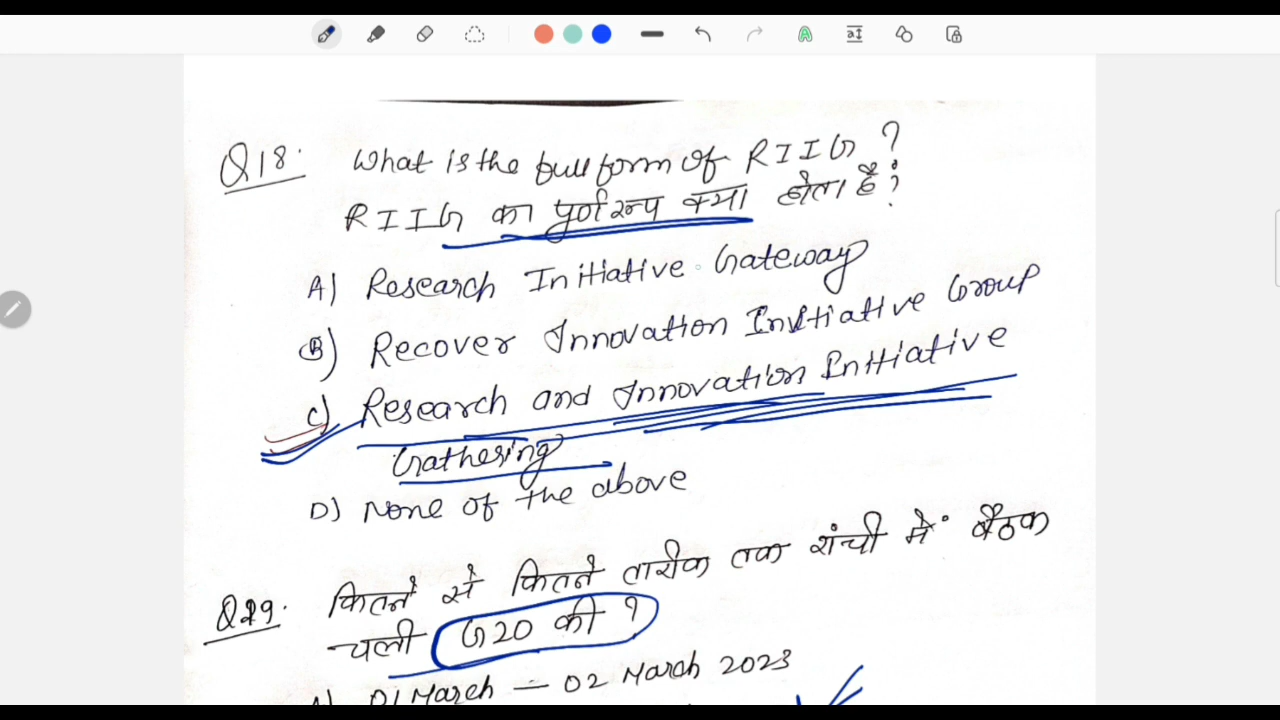 Q18. What is the full form of RIIG ?
RIIG का पुर्णरूप क्या होता है ?
A) Research Initiative Gateway
B) Recover Innovation Initiative Group
C) Research and Innovation Initiative
Gathering
D) None of the above
Q19. कितने से कितने तारीक तक रांची में बैठक
चली G20 की ?
A) 01 March — 02 March 2023